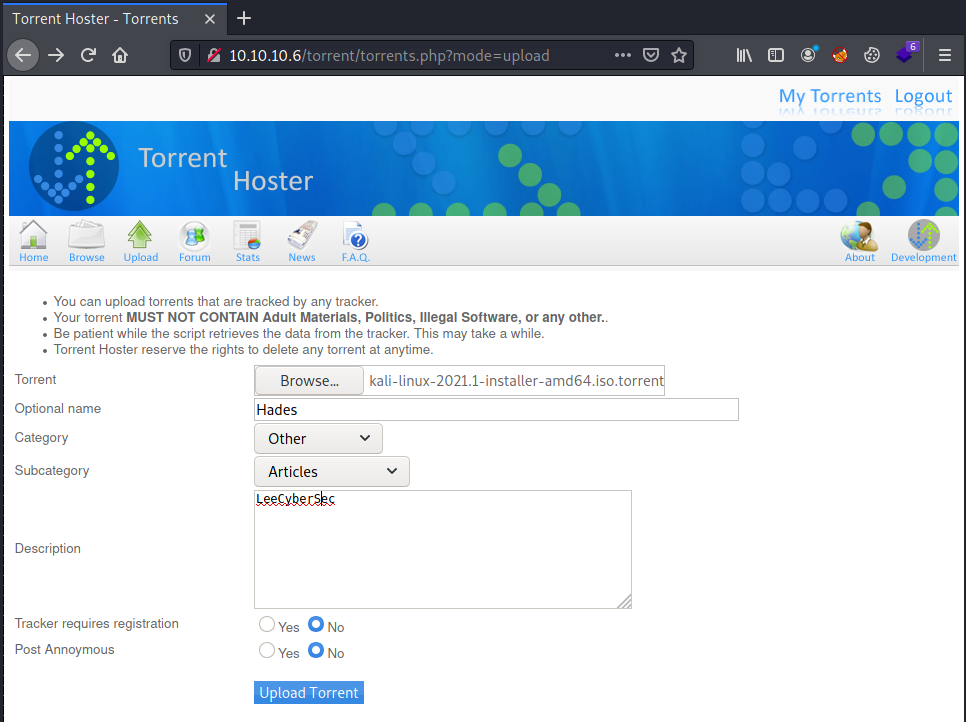 Torrent Hoster - Torrents
10.10.10.6/torrent/torrents.php?mode=upload
6
My Torrents Logout
Torrent
Hoster
Home Browse Upload Forum Stats News F.A.Q. About Development
You can upload torrents that are tracked by any tracker.
Your torrent MUST NOT CONTAIN Adult Materials, Politics, Illegal Software, or any other..
Be patient while the script retrieves the data from the tracker. This may take a while.
Torrent Hoster reserve the rights to delete any torrent at anytime.
Torrent Browse... kali-linux-2021.1-installer-amd64.iso.torrent
Optional name Hades
Category Other
Subcategory Articles
LeeCyberSec
Description
Tracker requires registration Yes No
Post Annoymous Yes No
Upload Torrent